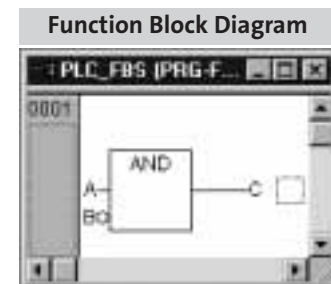 Function Block Diagram
PLC_FBS (PRG-F...
0001
AND
A
C
B